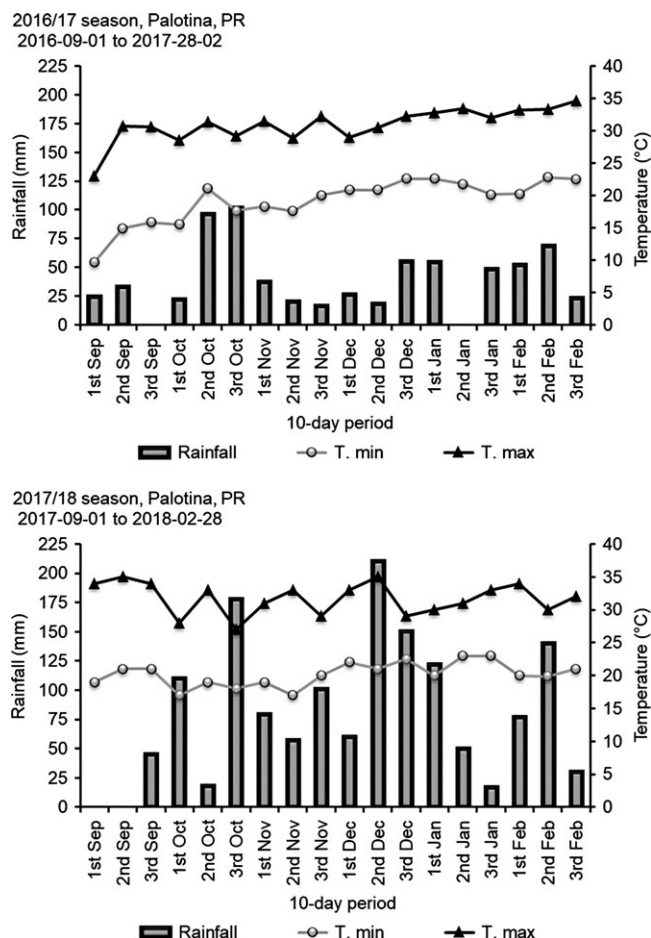 2016/17 season, Palotina, PR
2016-09-01 to 2017-28-02
225
200
175
150
125
100
75
50
25
0
Rainfall (mm)
40
35
30
25
20
15
10
5
0
Temperature (°C)
1st Sep
2nd Sep
3rd Sep
1st Oct
2nd Oct
3rd Oct
1st Nov
2nd Nov
3rd Nov
1st Dec
2nd Dec
3rd Dec
1st Jan
2nd Jan
3rd Jan
1st Feb
2nd Feb
3rd Feb
10-day period
Rainfall T. min T. max
2017/18 season, Palotina, PR
2017-09-01 to 2018-02-28
225
200
175
150
125
100
75
50
25
0
Rainfall (mm)
40
35
30
25
20
15
10
5
0
Temperature (°C)
1st Sep
2nd Sep
3rd Sep
1st Oct
2nd Oct
3rd Oct
1st Nov
2nd Nov
3rd Nov
1st Dec
2nd Dec
3rd Dec
1st Jan
2nd Jan
3rd Jan
1st Feb
2nd Feb
3rd Feb
10-day period
Rainfall T. min T. max